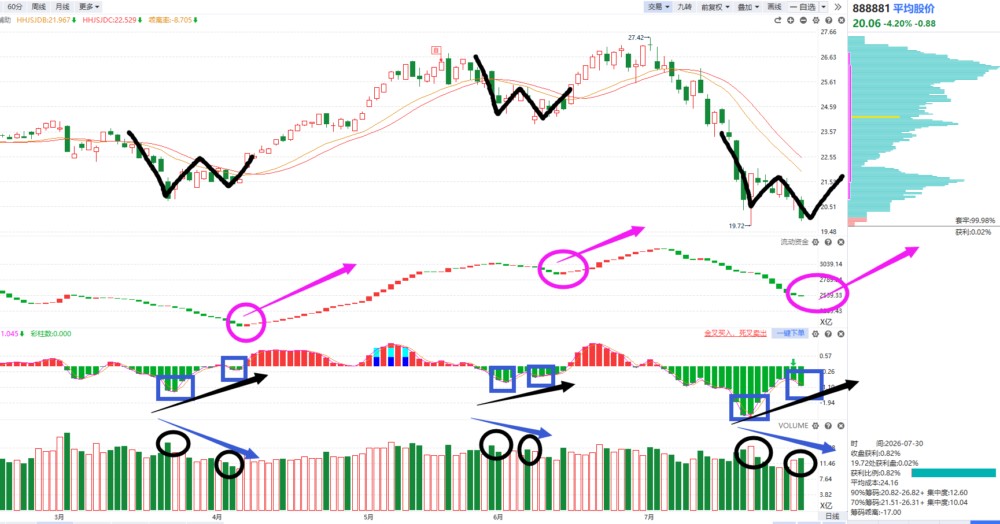 60分 周线 月线 更多
交易 九转 前复权 叠加 画线 自选
888881 平均股价
20.06 -4.20% -0.88
辅助 HHJSJDB:21.967 HHJSJDC:22.529 乖离率:-8.705
27.66
27.42
自
26.63
25.61
24.59
23.57
22.55
21.53
20.51
19.72
19.48
套牢:99.98%
获利:0.02%
流动资金
3039.14
2789.24
2539.33
X亿
1.045 彩柱数:0.000
金叉买入，死叉卖出 一键下单
0.57
-0.26
-1.10
-1.94
VOLUME
11.46
7.64
3.82
X亿
3月 4月 5月 6月 7月 日线
时 间:2026-07-30
收盘获利:0.82%
19.72处获利盘:0.02%
获利比例:0.82%
平均成本:24.16
90%筹码:20.82-26.82+ 集中度:12.60
70%筹码:21.51-26.31+ 集中度:10.04
筹码乖离:-17.00